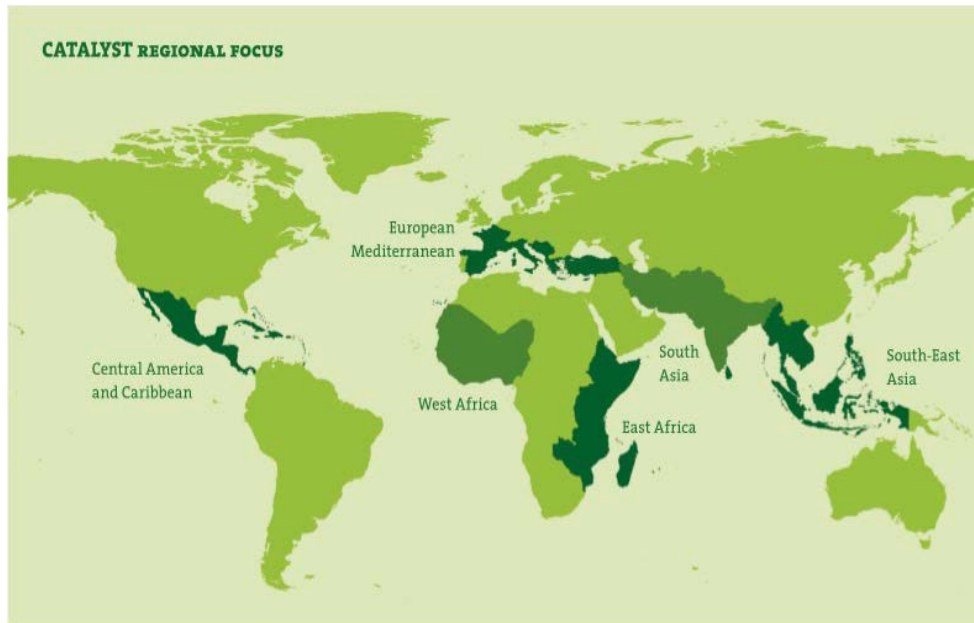 CATALYST REGIONAL FOCUS
European
Mediterranean
Central America
and Caribbean
West Africa
South
Asia
East Africa
South-East
Asia